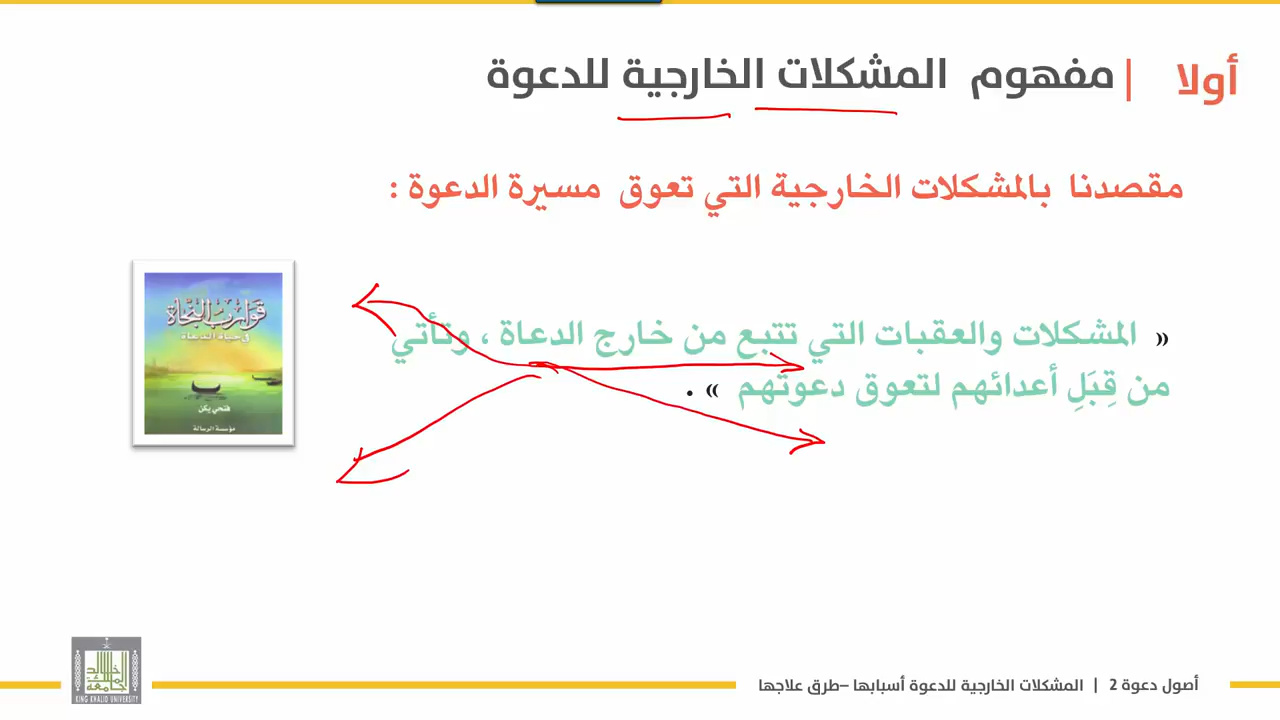 أولا | مفهوم المشكلات الخارجية للدعوة
مقصدنا بالمشكلات الخارجية التي تعوق مسيرة الدعوة :
« المشكلات والعقبات التي تتبع من خارج الدعاة ، وتأتي
من قِبَلِ أعدائهم لتعوق دعوتهم » .
قوارب النجاة
في حياة الدعاة
فتحي يكن
مؤسسة الرسالة
جامعة الملك خالد
KING KHALID UNIVERSITY
أصول دعوة 2 | المشكلات الخارجية للدعوة أسبابها –طرق علاجها